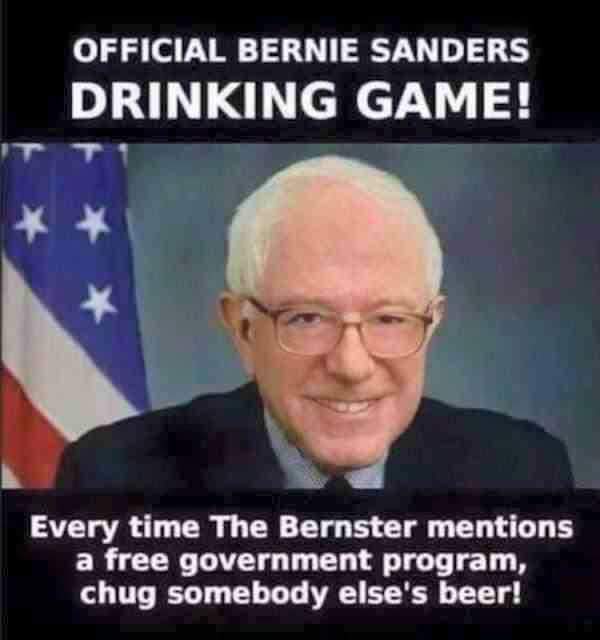 OFFICIAL BERNIE SANDERS
DRINKING GAME!
Every time The Bernster mentions
a free government program,
chug somebody else's beer!